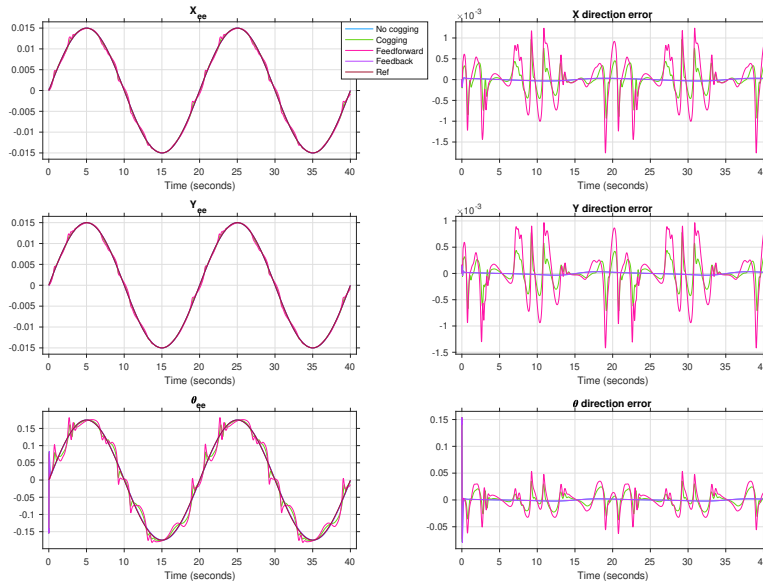 X_ee
0.015
0.01
0.005
0
-0.005
-0.01
-0.015
0 5 10 15 20 25 30 35 40
Time (seconds)
No cogging
Cogging
Feedforward
Feedback
Ref
×10^-3
X direction error
1
0.5
0
-0.5
-1
-1.5
0 5 10 15 20 25 30 35 40
Time (seconds)
Y_ee
0.015
0.01
0.005
0
-0.005
-0.01
-0.015
0 5 10 15 20 25 30 35 40
Time (seconds)
×10^-3
Y direction error
1
0.5
0
-0.5
-1
-1.5
0 5 10 15 20 25 30 35 40
Time (seconds)
θ_ee
0.15
0.1
0.05
0
-0.05
-0.1
-0.15
0 5 10 15 20 25 30 35 40
Time (seconds)
θ direction error
0.15
0.1
0.05
0
-0.05
0 5 10 15 20 25 30 35 40
Time (seconds)